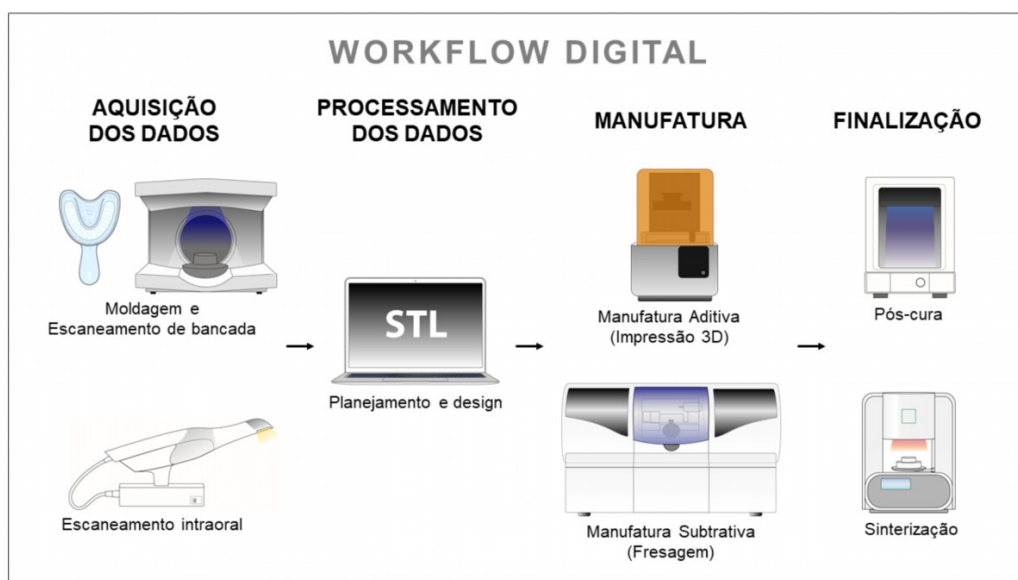 WORKFLOW DIGITAL
AQUISIÇÃO
DOS DADOS
Moldagem e
Escaneamento de bancada
Escaneamento intraoral
PROCESSAMENTO
DOS DADOS
STL
Planejamento e design
MANUFATURA
Manufatura Aditiva
(Impressão 3D)
Manufatura Subtrativa
(Fresagem)
FINALIZAÇÃO
Pós-cura
Sinterização